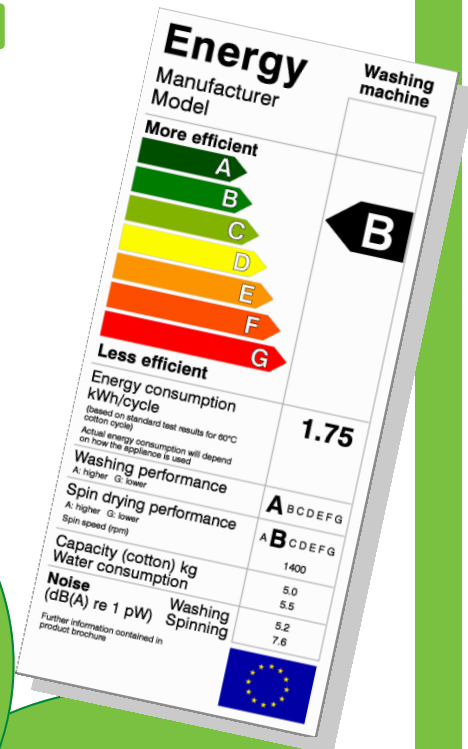 Energy
Washing
machine
Manufacturer
Model
More efficient
A
B
C
D
E
F
G
B
Less efficient
Energy consumption
kWh/cycle
1.75
(based on standard test results for 60°C
cotton cycle)
Actual energy consumption will depend
on how the appliance is used
Washing performance
A: higher G: lower
A B C D E F G
Spin drying performance
A: higher G: lower
A B C D E F G
Spin speed (rpm)
1400
Capacity (cotton) kg
5.0
Water consumption
5.5
Noise
(dB(A) re 1 pW)
Washing
5.2
Spinning
7.6
Further information contained in
product brochure